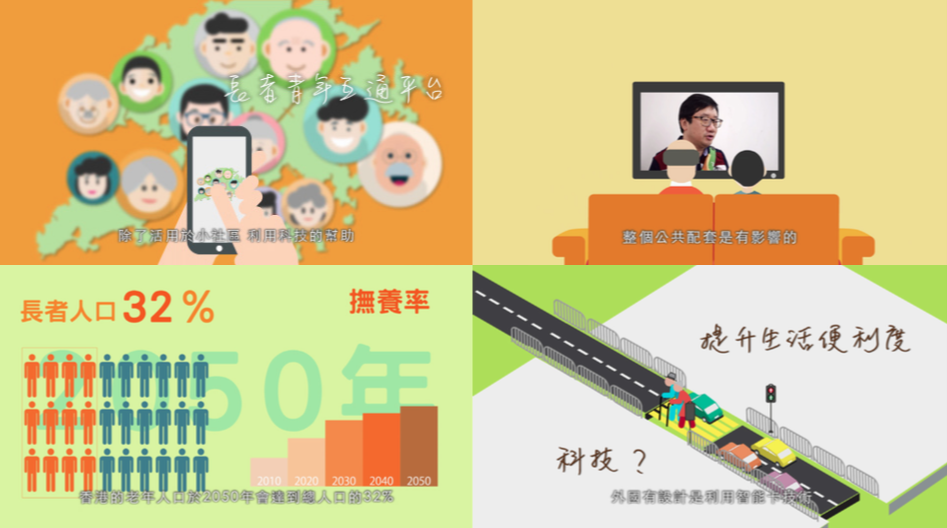 長者青年互通平台
除了活用於小社區 利用科技的幫助
整個公共配套是有影響的
長者人口32%
撫養率
2050年
2010 2020 2030 2040 2050
香港的老年人口於2050年會達到總人口的32%
提升生活便利度
科技？
外國有設計是利用智能卡技術